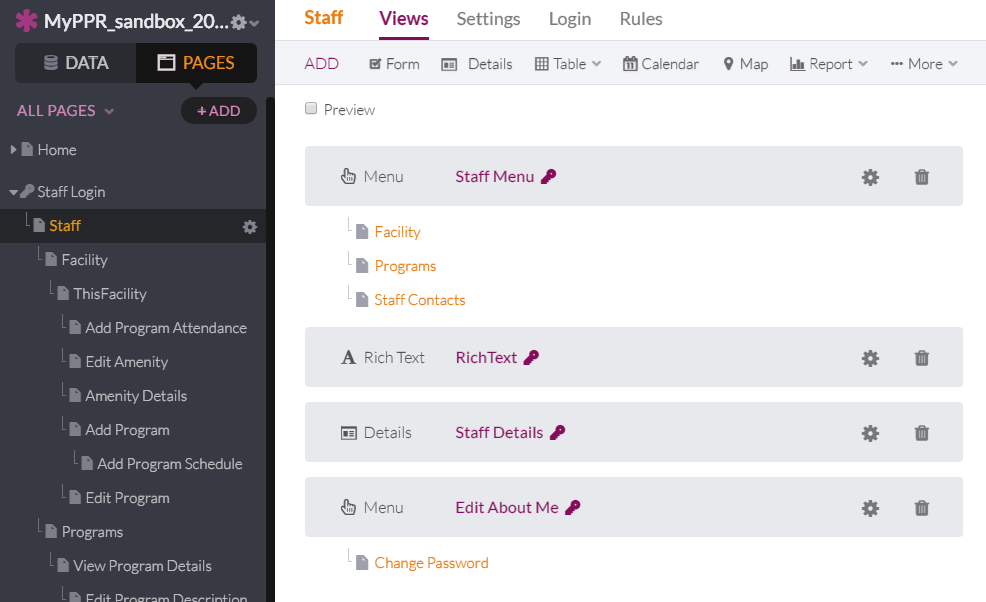 MyPPR_sandbox_20...
DATA
PAGES
ALL PAGES
+ ADD
Home
Staff Login
Staff
Facility
ThisFacility
Add Program Attendance
Edit Amenity
Amenity Details
Add Program
Add Program Schedule
Edit Program
Programs
View Program Details
Edit Program Description
Staff Views Settings Login Rules
ADD Form Details Table Calendar Map Report More
Preview
Menu Staff Menu
Facility
Programs
Staff Contacts
A Rich Text RichText
Details Staff Details
Menu Edit About Me
Change Password